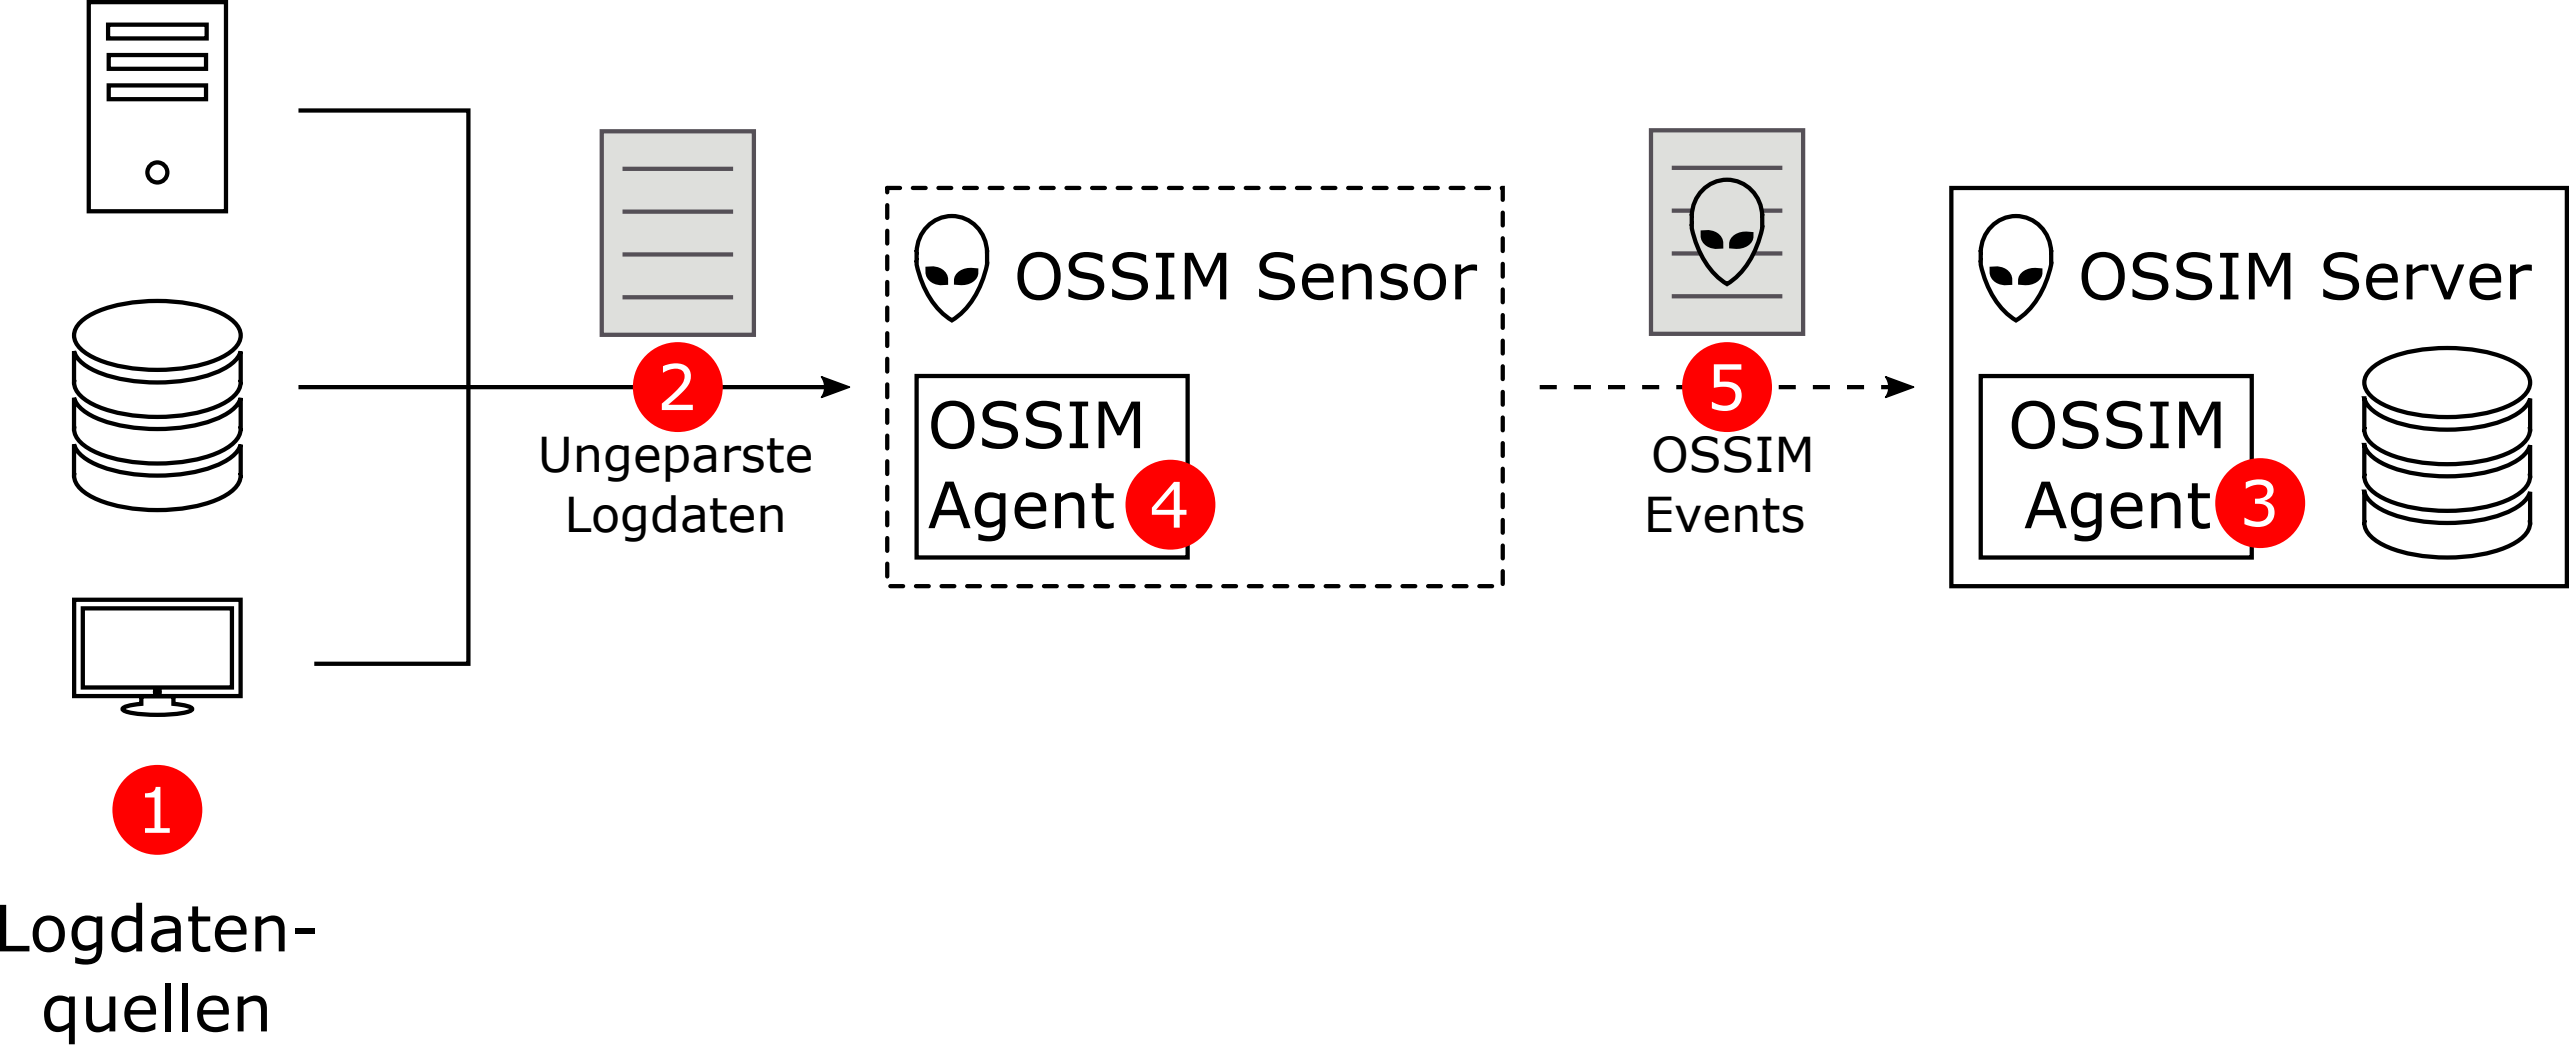 1
Logdaten-
quellen
2
Ungeparste
Logdaten
OSSIM Sensor
OSSIM
Agent 4
5
OSSIM
Events
OSSIM Server
OSSIM
Agent 3